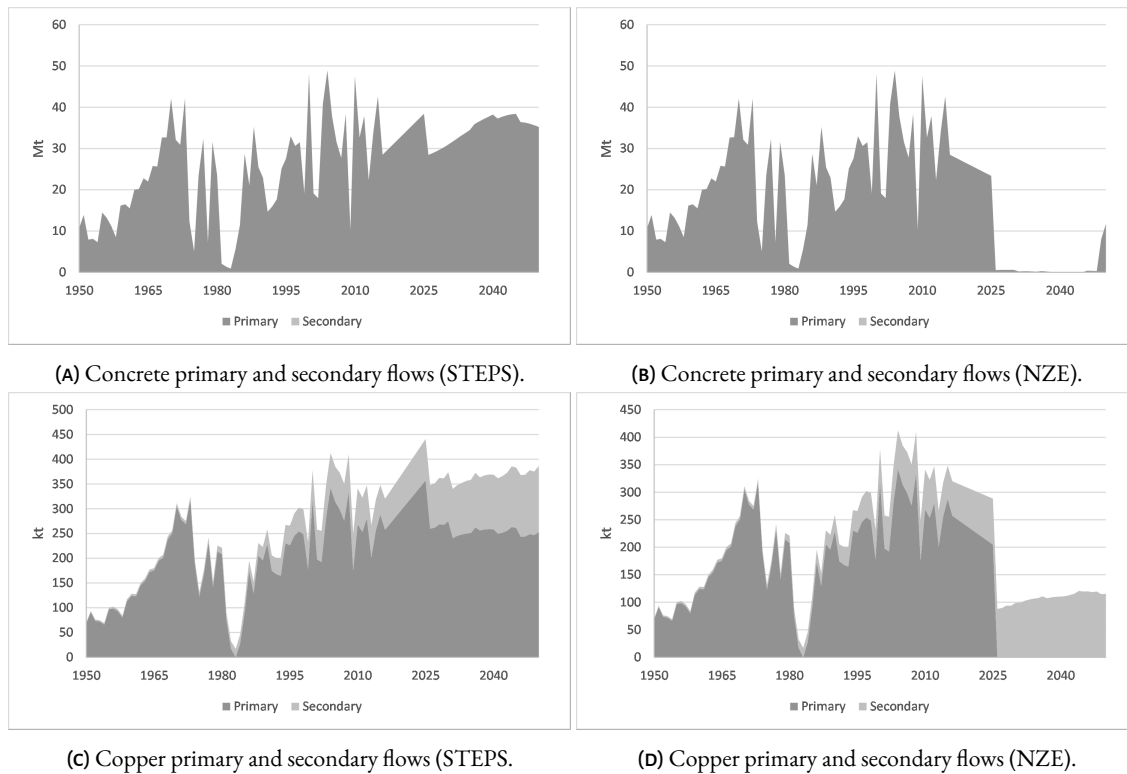 60
50
40
30
20
10
0
Mt
1950 1965 1980 1995 2010 2025 2040
Primary Secondary
(A) Concrete primary and secondary flows (STEPS).
60
50
40
30
20
10
0
Mt
1950 1965 1980 1995 2010 2025 2040
Primary Secondary
(B) Concrete primary and secondary flows (NZE).
500
450
400
350
300
250
200
150
100
50
0
kt
1950 1965 1980 1995 2010 2025 2040
Primary Secondary
(C) Copper primary and secondary flows (STEPS.
450
400
350
300
250
200
150
100
50
0
kt
1950 1965 1980 1995 2010 2025 2040
Primary Secondary
(D) Copper primary and secondary flows (NZE).